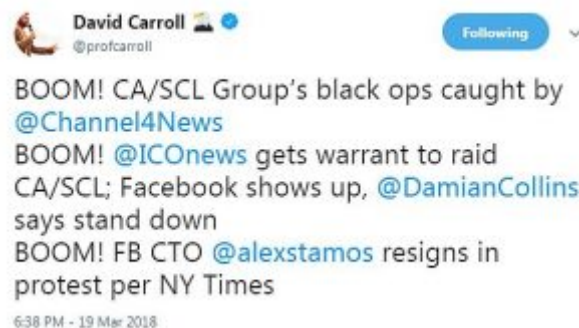 David Carroll
@profcarroll
Following
BOOM! CA/SCL Group's black ops caught by
@Channel4News
BOOM! @ICOnews gets warrant to raid
CA/SCL; Facebook shows up, @DamianCollins
says stand down
BOOM! FB CTO @alexstamos resigns in
protest per NY Times
6:38 PM - 19 Mar 2018